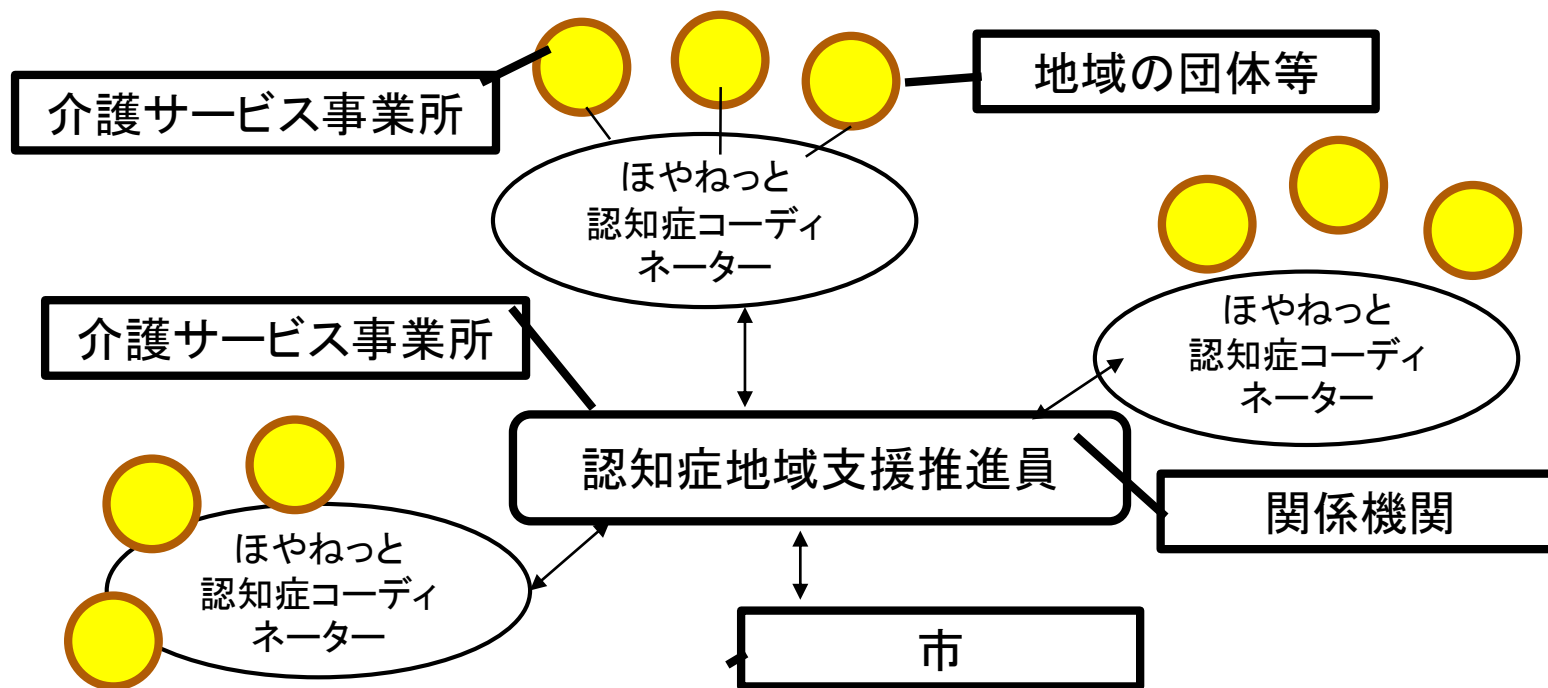 地域の団体等
介護サービス事業所
ほやねっと
認知症コーディ
ネーター
介護サービス事業所
ほやねっと
認知症コーディ
ネーター
認知症地域支援推進員
関係機関
ほやねっと
認知症コーディ
ネーター
市